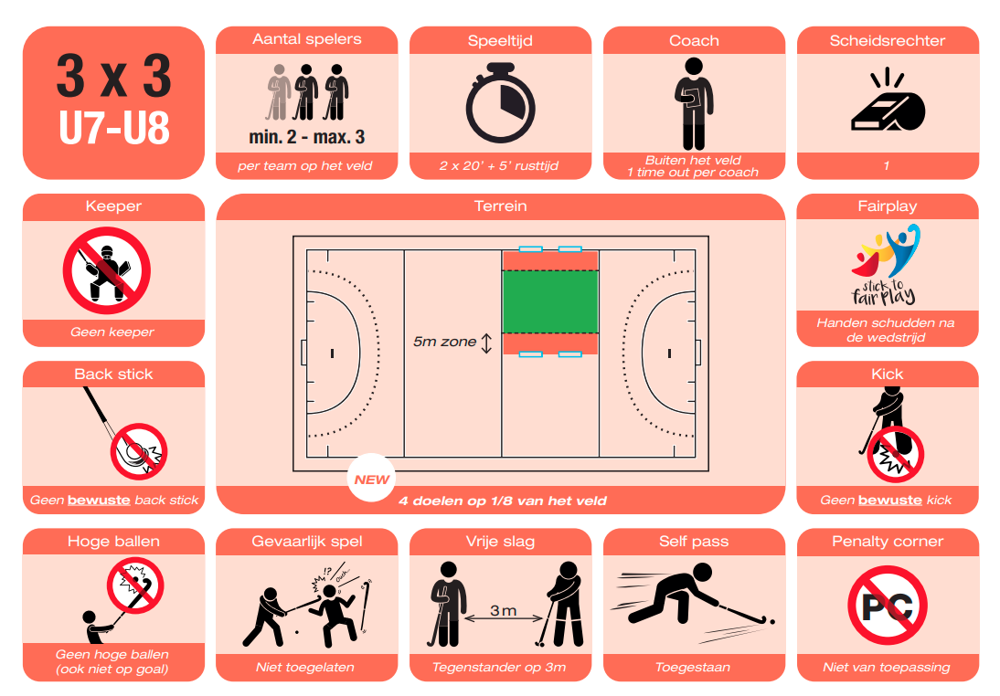 3 x 3
U7-U8
Aantal spelers
min. 2 - max. 3
per team op het veld
Speeltijd
2 x 20' + 5' rusttijd
Coach
Buiten het veld
1 time out per coach
Scheidsrechter
1
Keeper
Geen keeper
Terrein
5m zone
NEW
4 doelen op 1/8 van het veld
Fairplay
stick to
fairplay
Handen schudden na
de wedstrijd
Back stick
Geen bewuste back stick
Kick
Geen bewuste kick
Hoge ballen
Geen hoge ballen
(ook niet op goal)
Gevaarlijk spel
!?
Ouch...
Niet toegelaten
Vrije slag
3m
Tegenstander op 3m
Self pass
Toegestaan
Penalty corner
PC
Niet van toepassing